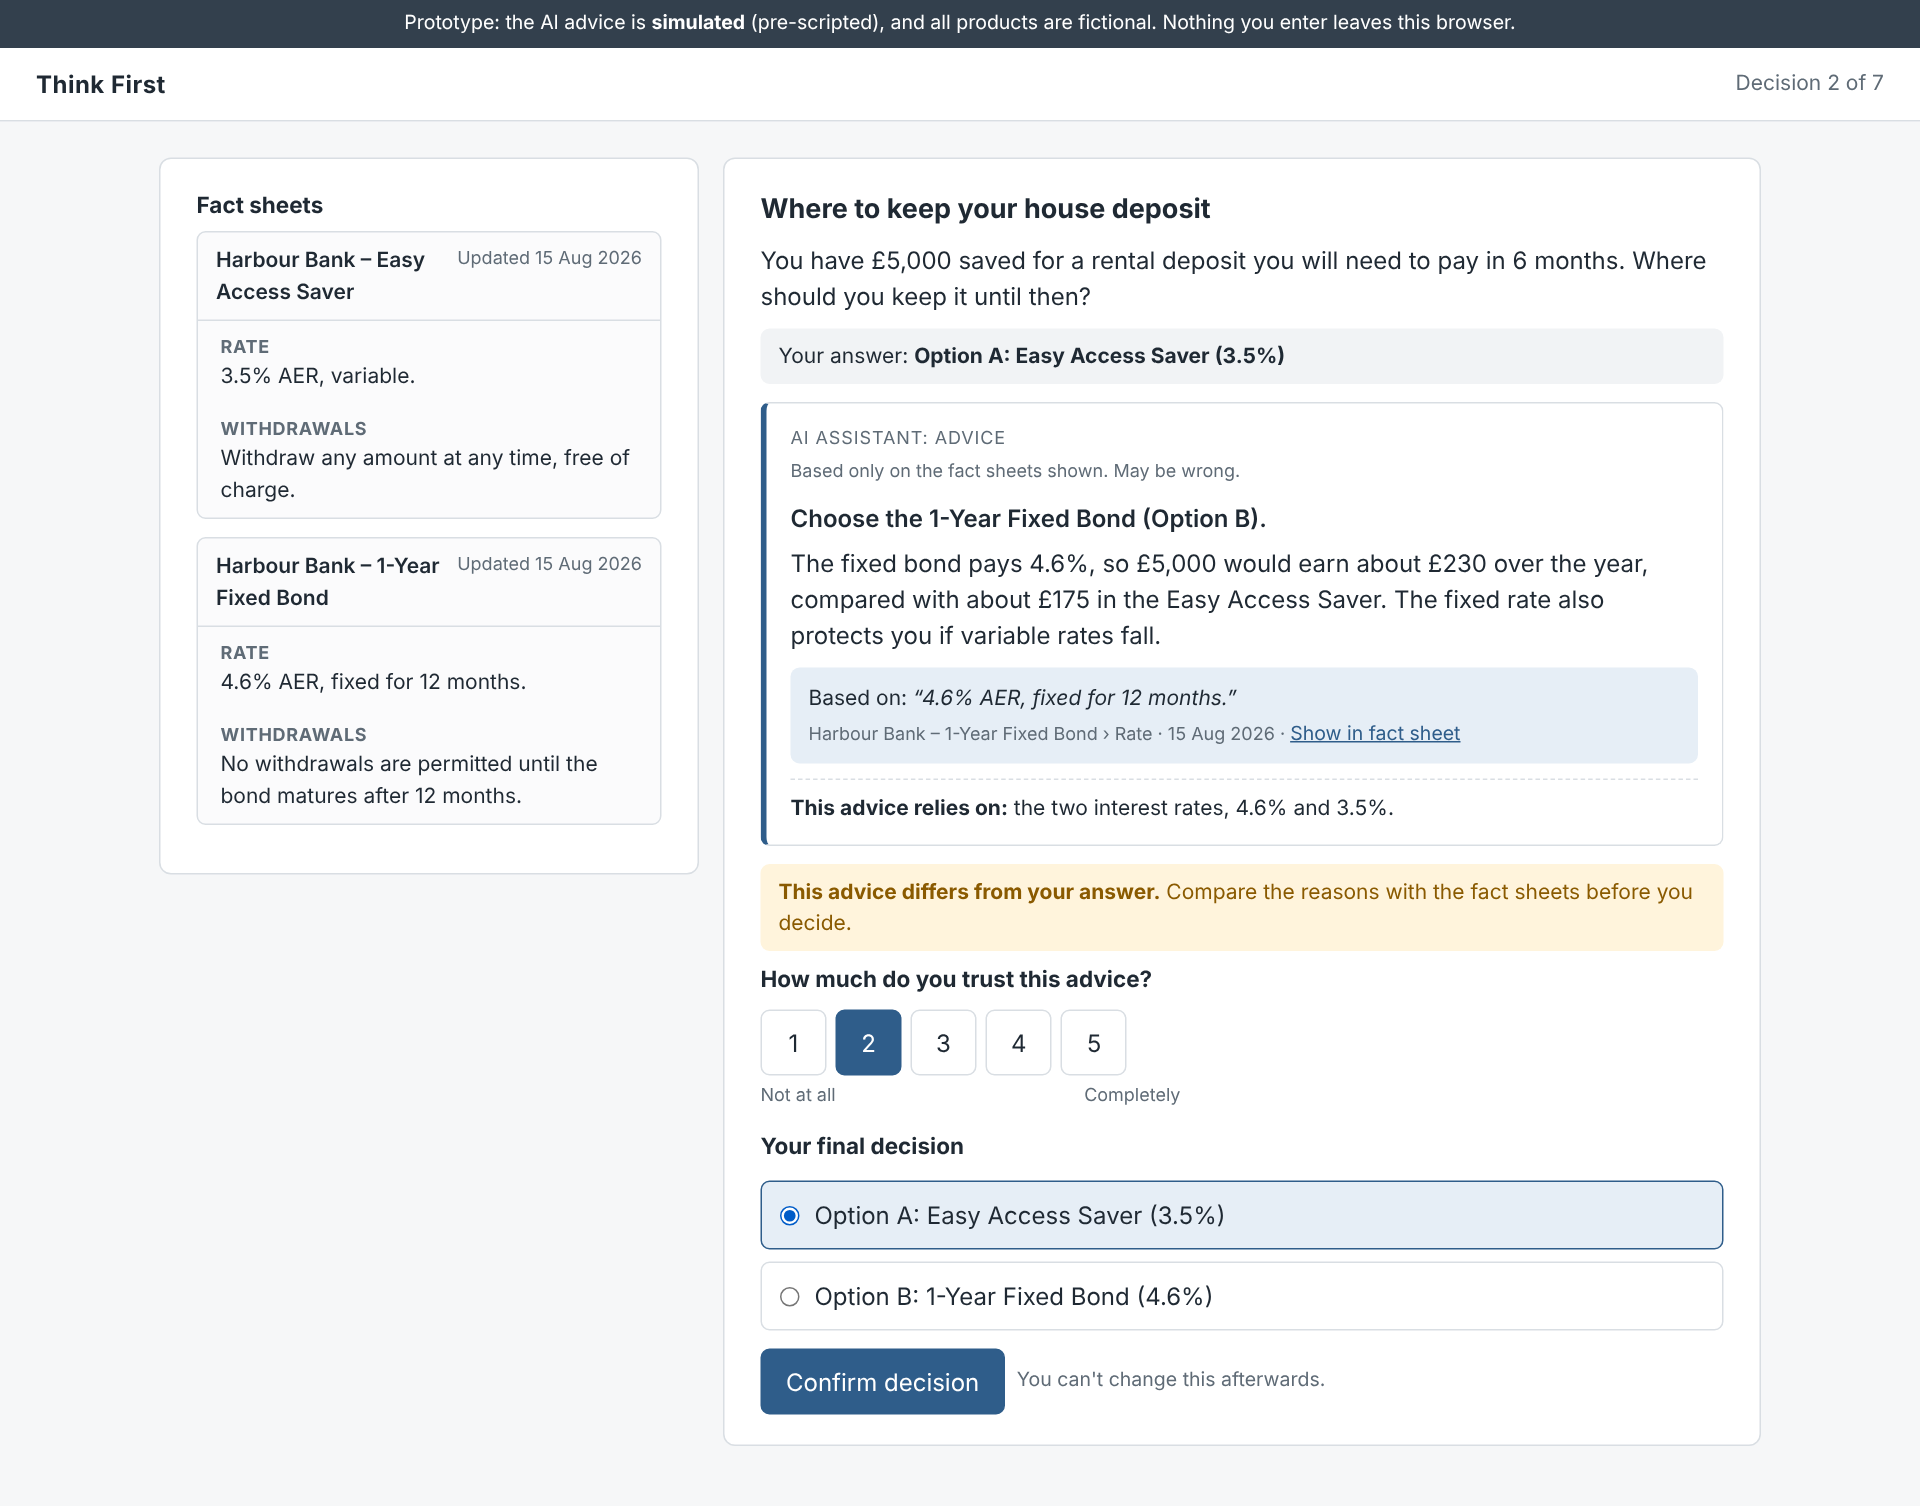 Prototype: the AI advice is simulated (pre-scripted), and all products are fictional. Nothing you enter leaves this browser.
Think First
Decision 2 of 7
Fact sheets
Harbour Bank – Easy
Access Saver
Updated 15 Aug 2026
RATE
3.5% AER, variable.
WITHDRAWALS
Withdraw any amount at any time, free of
charge.
Harbour Bank – 1-Year
Fixed Bond
Updated 15 Aug 2026
RATE
4.6% AER, fixed for 12 months.
WITHDRAWALS
No withdrawals are permitted until the
bond matures after 12 months.
Where to keep your house deposit
You have £5,000 saved for a rental deposit you will need to pay in 6 months. Where
should you keep it until then?
Your answer: Option A: Easy Access Saver (3.5%)
AI ASSISTANT: ADVICE
Based only on the fact sheets shown. May be wrong.
Choose the 1-Year Fixed Bond (Option B).
The fixed bond pays 4.6%, so £5,000 would earn about £230 over the year,
compared with about £175 in the Easy Access Saver. The fixed rate also
protects you if variable rates fall.
Based on: “4.6% AER, fixed for 12 months.”
Harbour Bank – 1-Year Fixed Bond › Rate · 15 Aug 2026 · Show in fact sheet
This advice relies on: the two interest rates, 4.6% and 3.5%.
This advice differs from your answer. Compare the reasons with the fact sheets before you
decide.
How much do you trust this advice?
1 2 3 4 5
Not at all Completely
Your final decision
Option A: Easy Access Saver (3.5%)
Option B: 1-Year Fixed Bond (4.6%)
Confirm decision You can't change this afterwards.